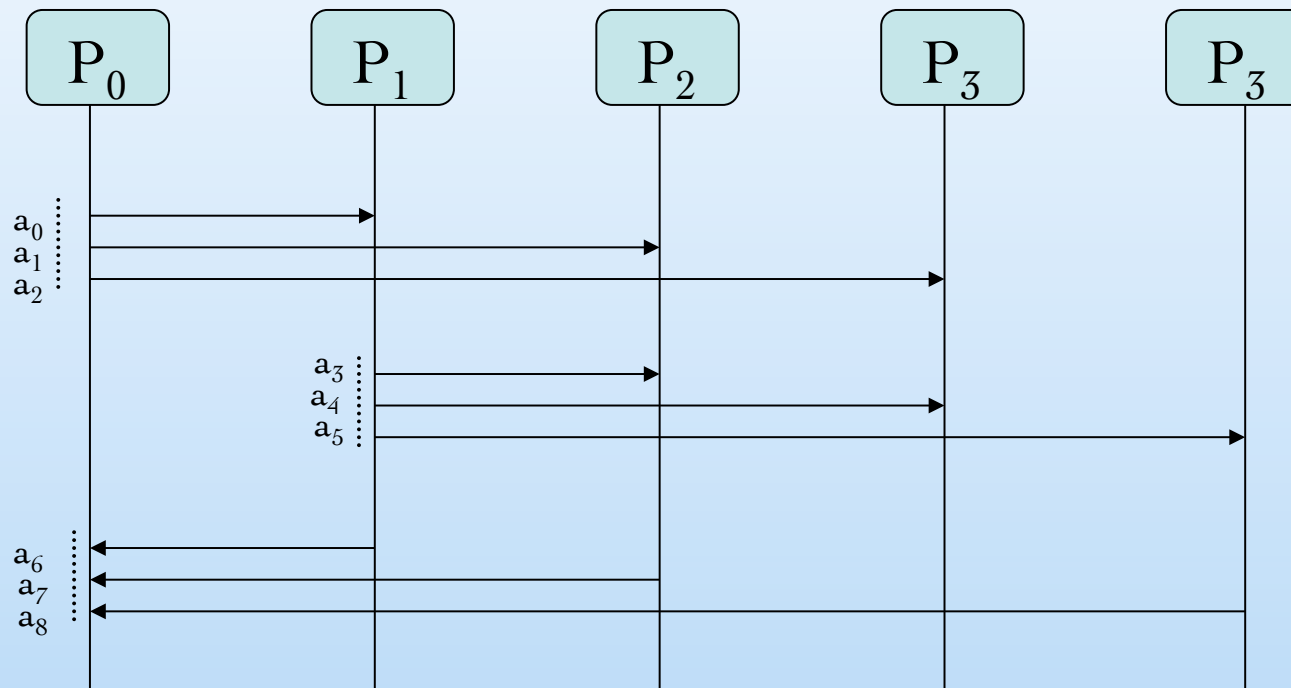 P₀ P₁ P₂ P₃ P₃
a₀
a₁
a₂
a₃
a₄
a₅
a₆
a₇
a₈